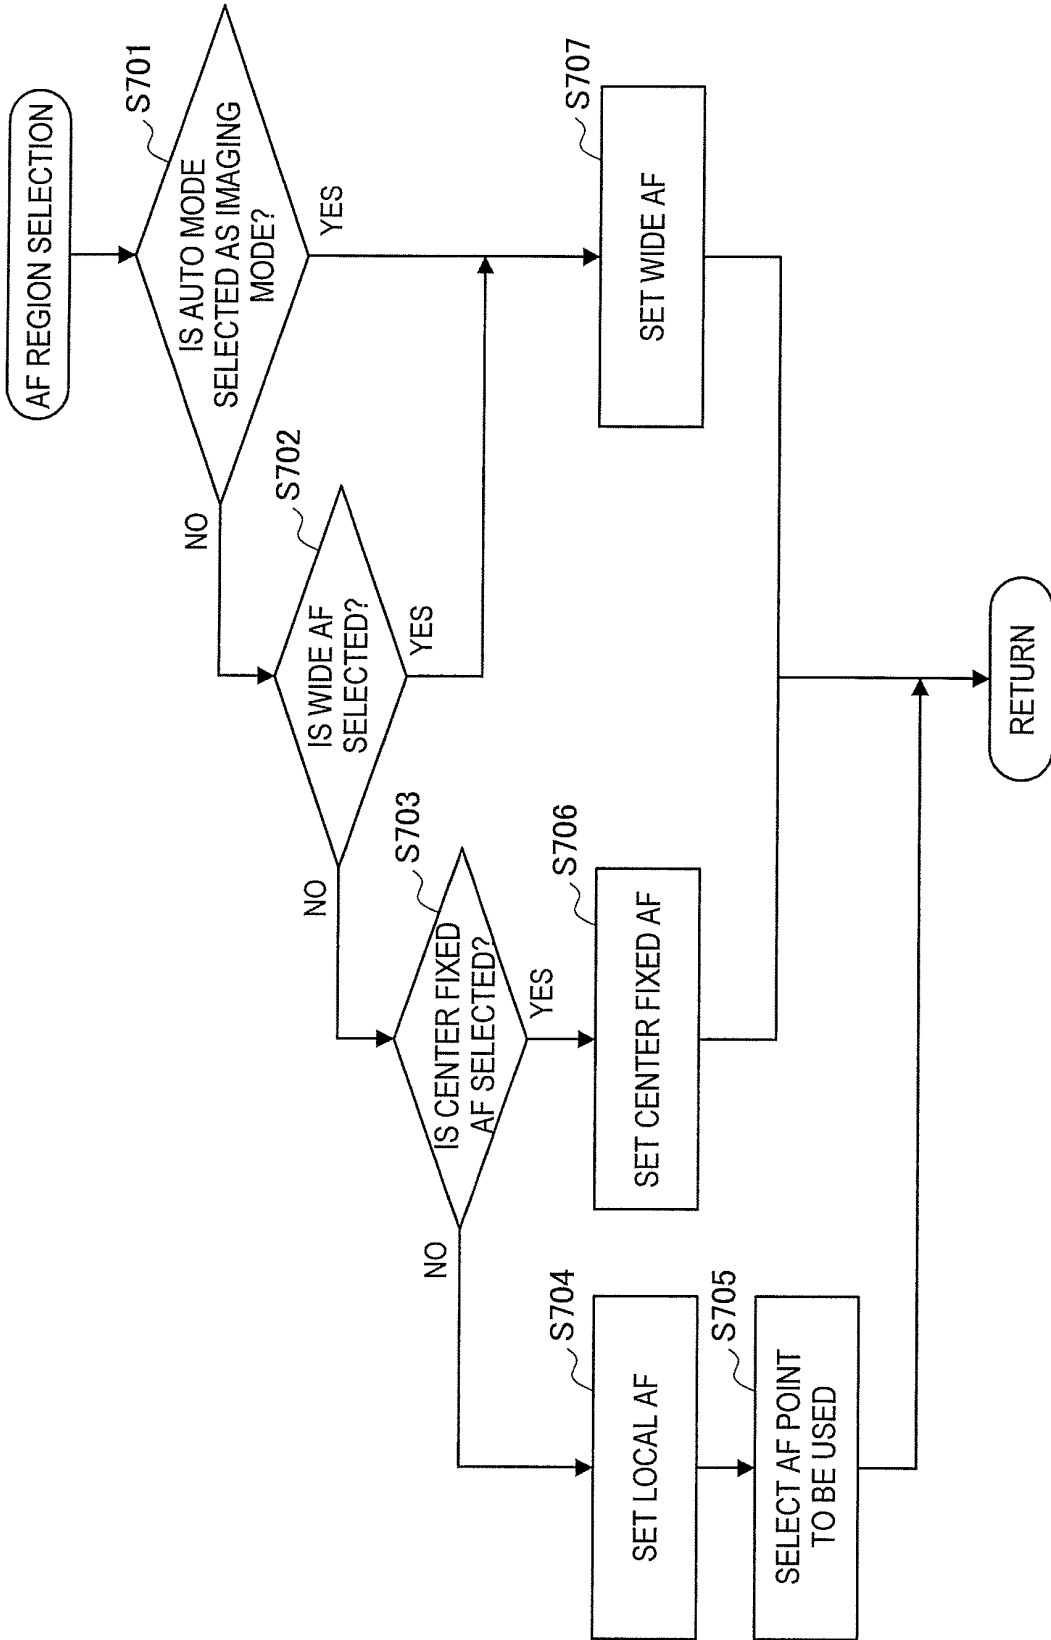 AF REGION SELECTION
S701
IS AUTO MODE
SELECTED AS IMAGING
MODE?
YES
NO
S702
IS WIDE AF
SELECTED?
YES
NO
S703
IS CENTER FIXED
AF SELECTED?
YES
NO
S704
SET LOCAL AF
S705
SELECT AF POINT
TO BE USED
S706
SET CENTER FIXED AF
S707
SET WIDE AF
RETURN